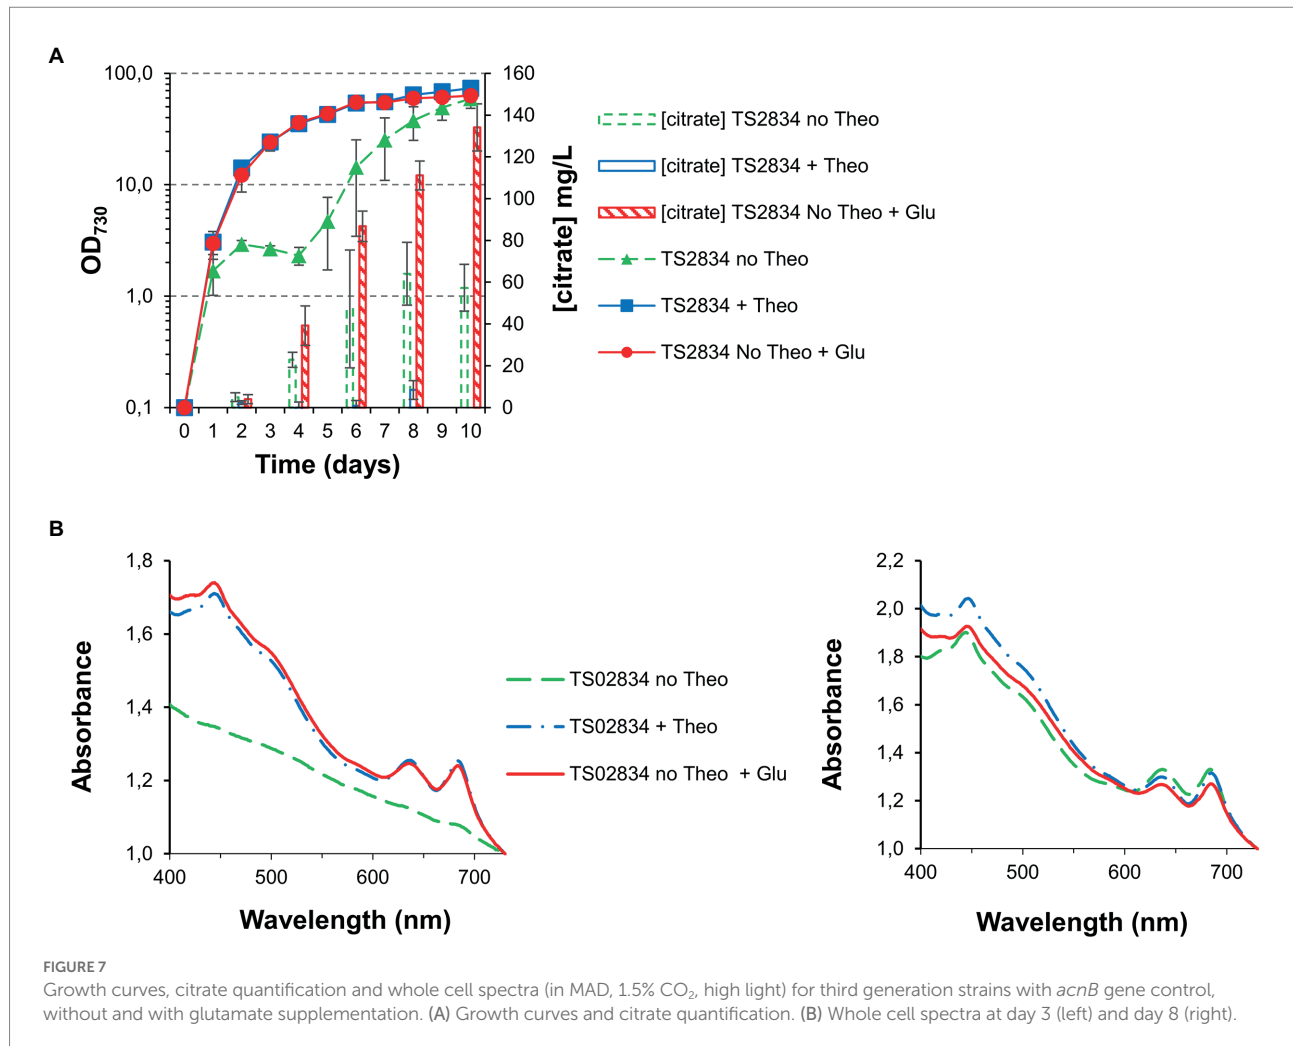 A
100,0
10,0
1,0
0,1
OD730
160
140
120
100
80
60
40
20
0
[citrate] mg/L
0 1 2 3 4 5 6 7 8 9 10
Time (days)
[citrate] TS2834 no Theo
[citrate] TS2834 + Theo
[citrate] TS2834 No Theo + Glu
TS2834 no Theo
TS2834 + Theo
TS2834 No Theo + Glu
B
1,8
1,6
1,4
1,2
1,0
Absorbance
400 500 600 700
Wavelength (nm)
TS02834 no Theo
TS02834 + Theo
TS02834 no Theo + Glu
2,2
2,0
1,8
1,6
1,4
1,2
1,0
Absorbance
400 500 600 700
Wavelength (nm)
FIGURE 7
Growth curves, citrate quantification and whole cell spectra (in MAD, 1.5% CO₂, high light) for third generation strains with acnB gene control,
without and with glutamate supplementation. (A) Growth curves and citrate quantification. (B) Whole cell spectra at day 3 (left) and day 8 (right).